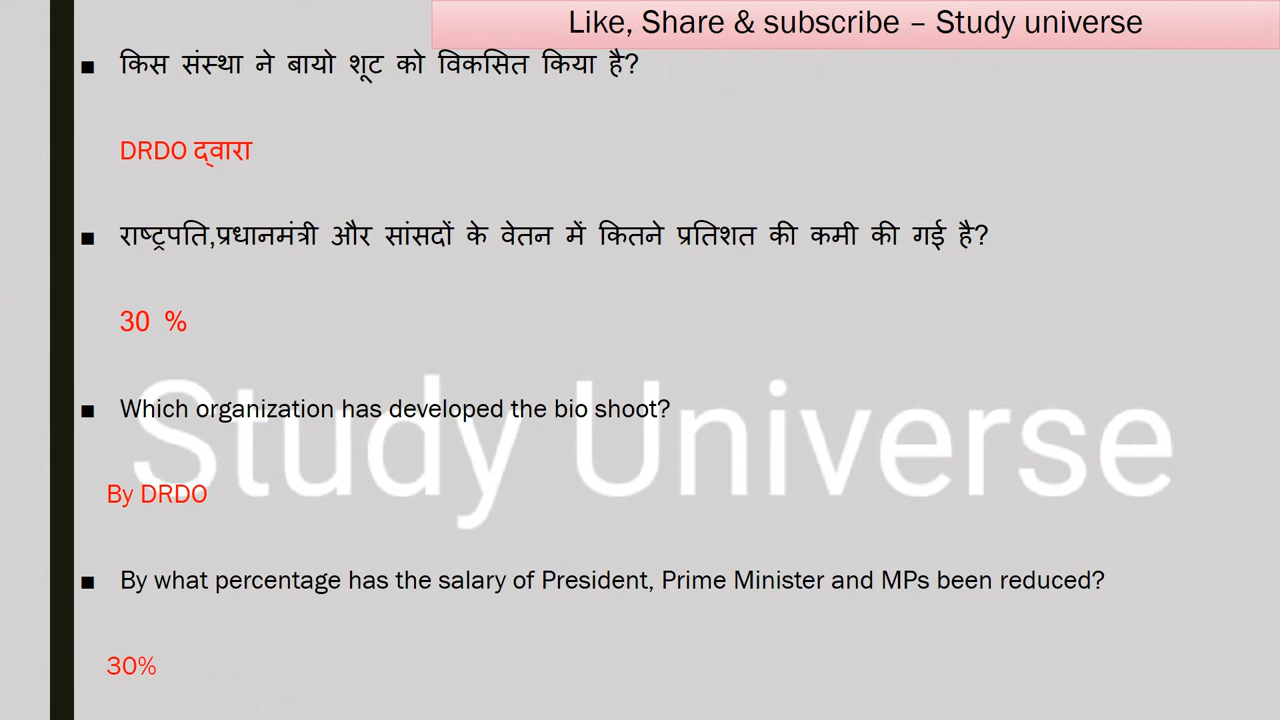 Like, Share & subscribe – Study universe
▪ किस संस्था ने बायो शूट को विकसित किया है?
DRDO द्वारा
▪ राष्ट्रपति,प्रधानमंत्री और सांसदों के वेतन में कितने प्रतिशत की कमी की गई है?
30 %
▪ Which organization has developed the bio shoot?
Study Universe
By DRDO
▪ By what percentage has the salary of President, Prime Minister and MPs been reduced?
30%